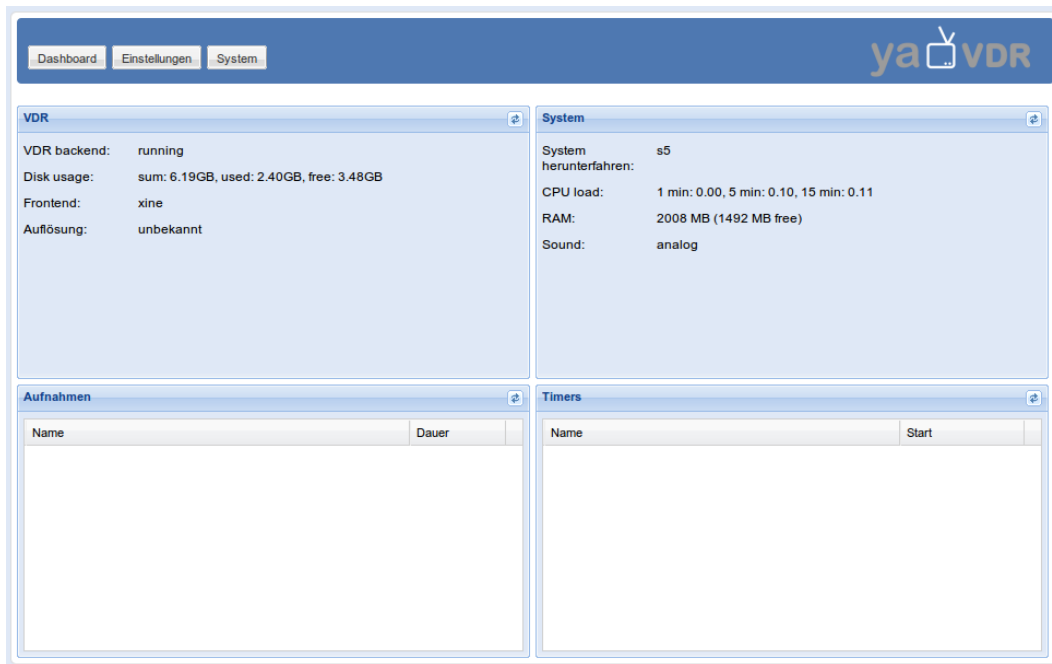 Dashboard Einstellungen System
yaVDR
VDR
VDR backend: running
Disk usage: sum: 6.19GB, used: 2.40GB, free: 3.48GB
Frontend: xine
Auflösung: unbekannt
System
System herunterfahren: s5
CPU load: 1 min: 0.00, 5 min: 0.10, 15 min: 0.11
RAM: 2008 MB (1492 MB free)
Sound: analog
Aufnahmen
Name Dauer
Timers
Name Start